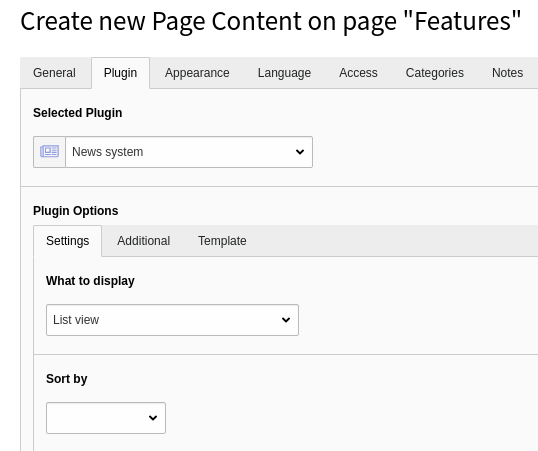 Create new Page Content on page "Features"
General Plugin Appearance Language Access Categories Notes
Selected Plugin
News system
Plugin Options
Settings Additional Template
What to display
List view
Sort by